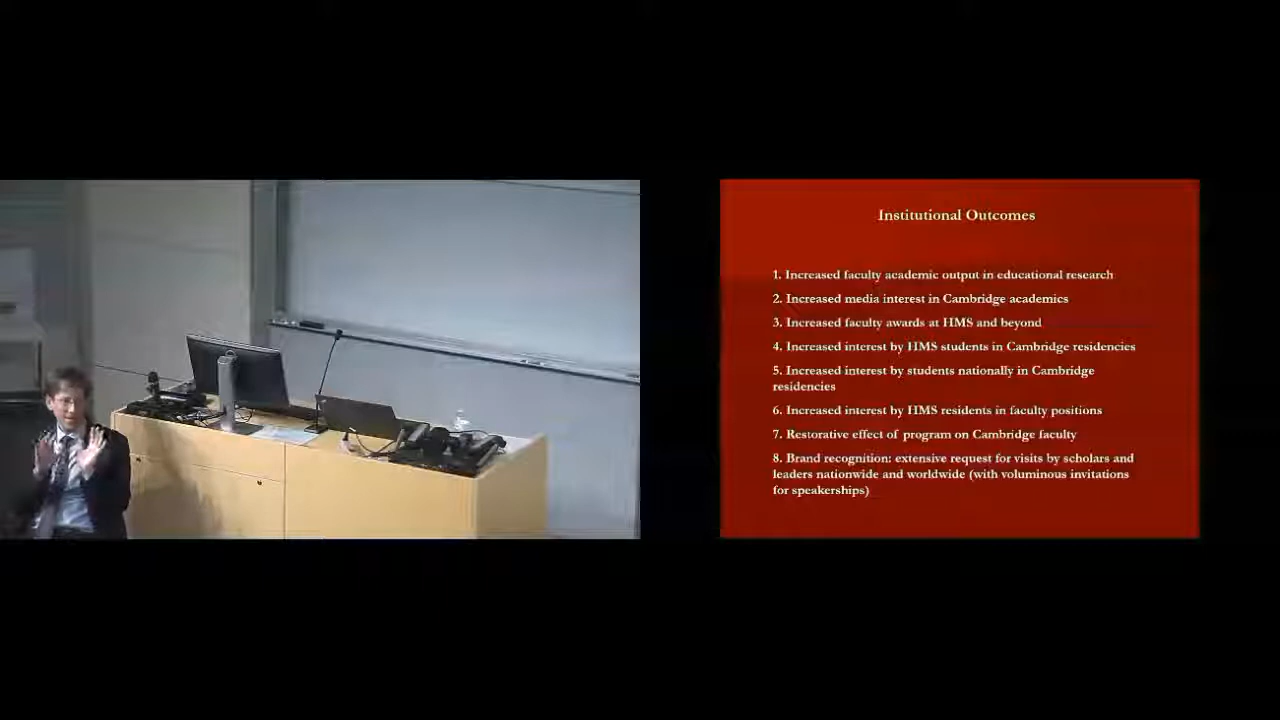 Institutional Outcomes
1. Increased faculty academic output in educational research
2. Increased media interest in Cambridge academics
3. Increased faculty awards at HMS and beyond
4. Increased interest by HMS students in Cambridge residencies
5. Increased interest by students nationally in Cambridge
residencies
6. Increased interest by HMS residents in faculty positions
7. Restorative effect of program on Cambridge faculty
8. Brand recognition: extensive request for visits by scholars and
leaders nationwide and worldwide (with voluminous invitations
for speakerships)